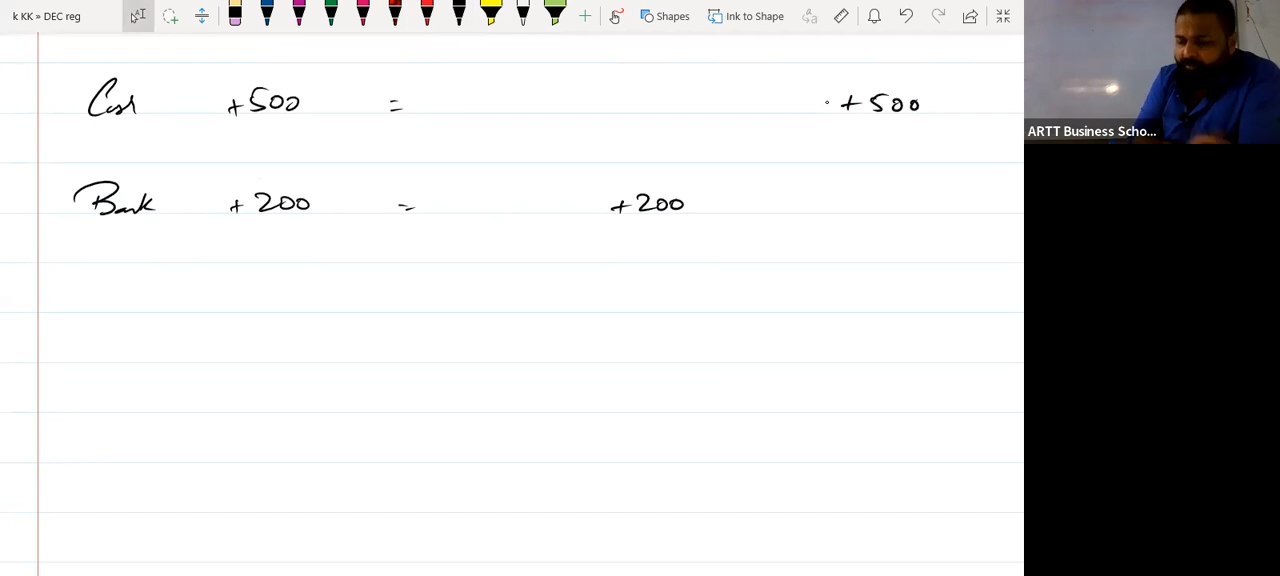 k KK » DEC reg Shapes Ink to Shape
Cash +500 = +500
ARTT Business Scho...
Bank +200 = +200